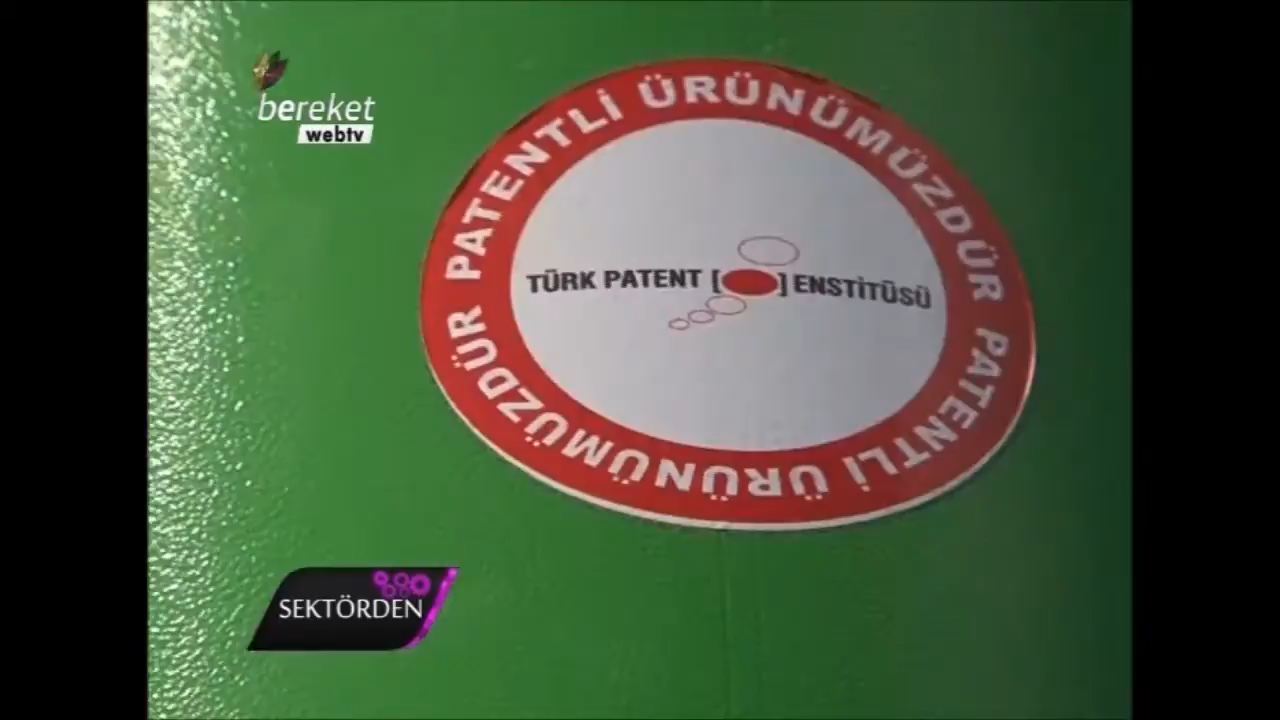 bereket
webtv
PATENTLİ ÜRÜNÜMÜZDÜR PATENTLİ ÜRÜNÜMÜZDÜR
TÜRK PATENT [ ] ENSTİTÜSÜ
SEKTÖRDEN